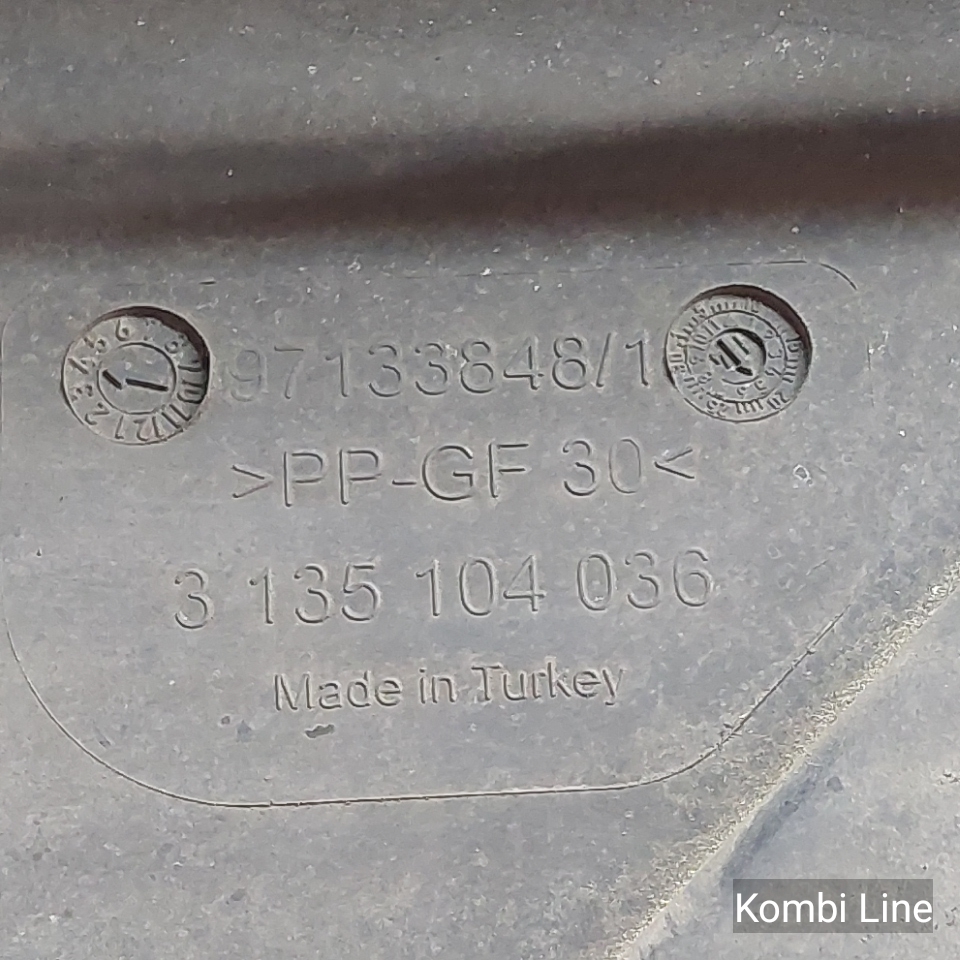 97133848/1
>PP-GF 30<
3 135 104 036
Made in Turkey
Kombi Line